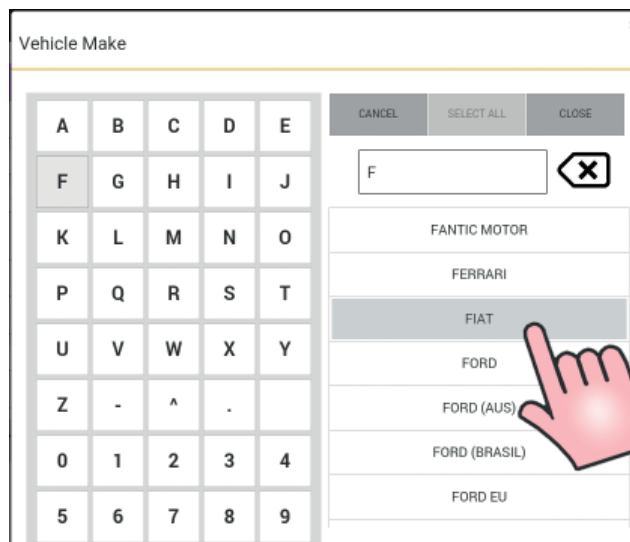 Vehicle Make
A B C D E
F G H I J
K L M N O
P Q R S T
U V W X Y
Z - ^ .
0 1 2 3 4
5 6 7 8 9
CANCEL SELECT ALL CLOSE
F
FANTIC MOTOR
FERRARI
FIAT
FORD
FORD (AUS)
FORD (BRASIL)
FORD EU